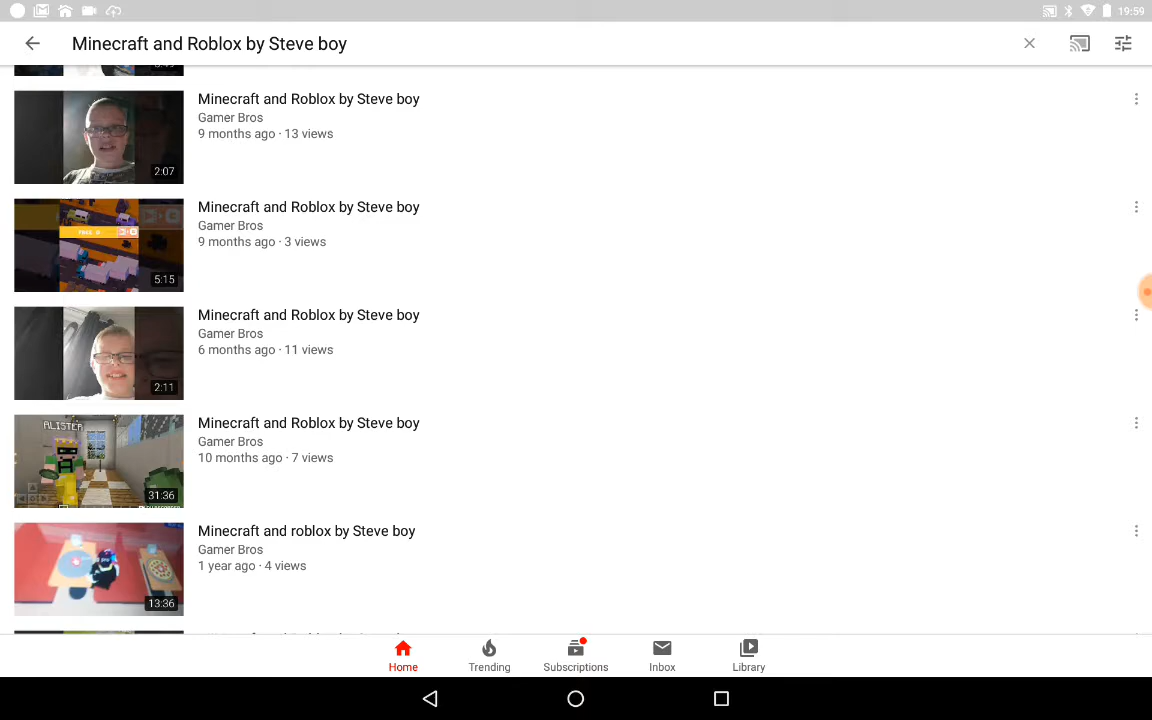 19:59
Minecraft and Roblox by Steve boy
Minecraft and Roblox by Steve boy
Gamer Bros
9 months ago · 13 views
2:07
Minecraft and Roblox by Steve boy
Gamer Bros
9 months ago · 3 views
5:15
Minecraft and Roblox by Steve boy
Gamer Bros
6 months ago · 11 views
2:11
ALISTER
Minecraft and Roblox by Steve boy
Gamer Bros
10 months ago · 7 views
31:36
Minecraft and roblox by Steve boy
Gamer Bros
1 year ago · 4 views
13:36
Home Trending Subscriptions Inbox Library